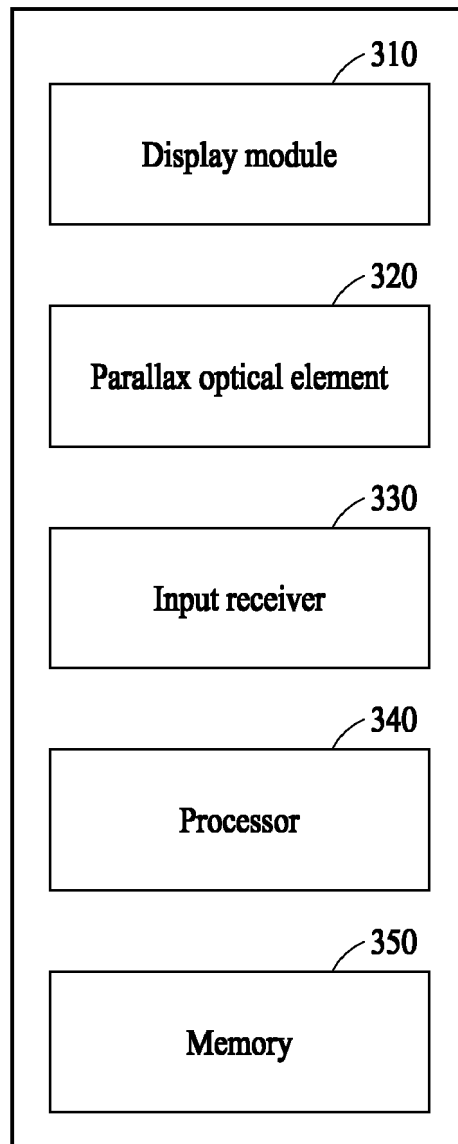 310
Display module
320
Parallax optical element
330
Input receiver
340
Processor
350
Memory